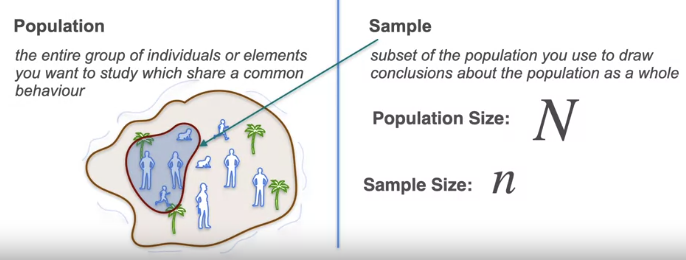 Population
the entire group of individuals or elements
you want to study which share a common
behaviour
Sample
subset of the population you use to draw
conclusions about the population as a whole
Population Size: N
Sample Size: n